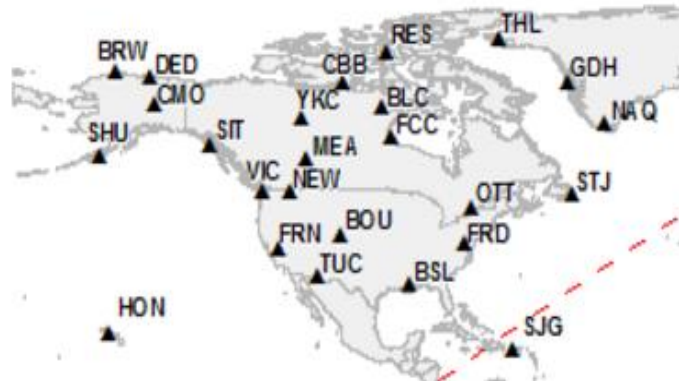 THL
RES
BRW
DED
CBB
GDH
CMO
YKC
BLC
NAQ
FCC
SHU
SIT
MEA
VIC
NEW
STJ
OTT
BOU
FRN
FRD
TUC
BSL
HON
SJG